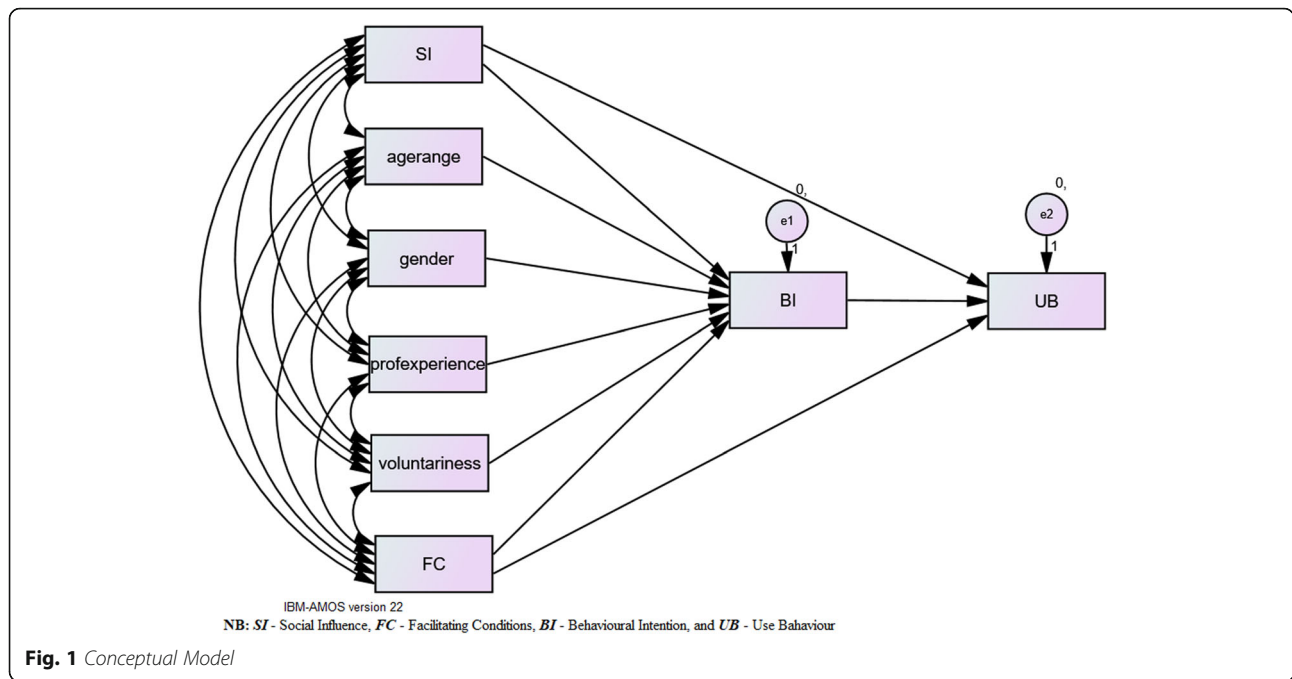 SI
agerange
gender
profexperience
voluntariness
FC
0,
e1
1
BI
0,
e2
1
UB
IBM-AMOS version 22
NB: SI - Social Influence, FC - Facilitating Conditions, BI - Behavioural Intention, and UB - Use Bahaviour
Fig. 1 Conceptual Model